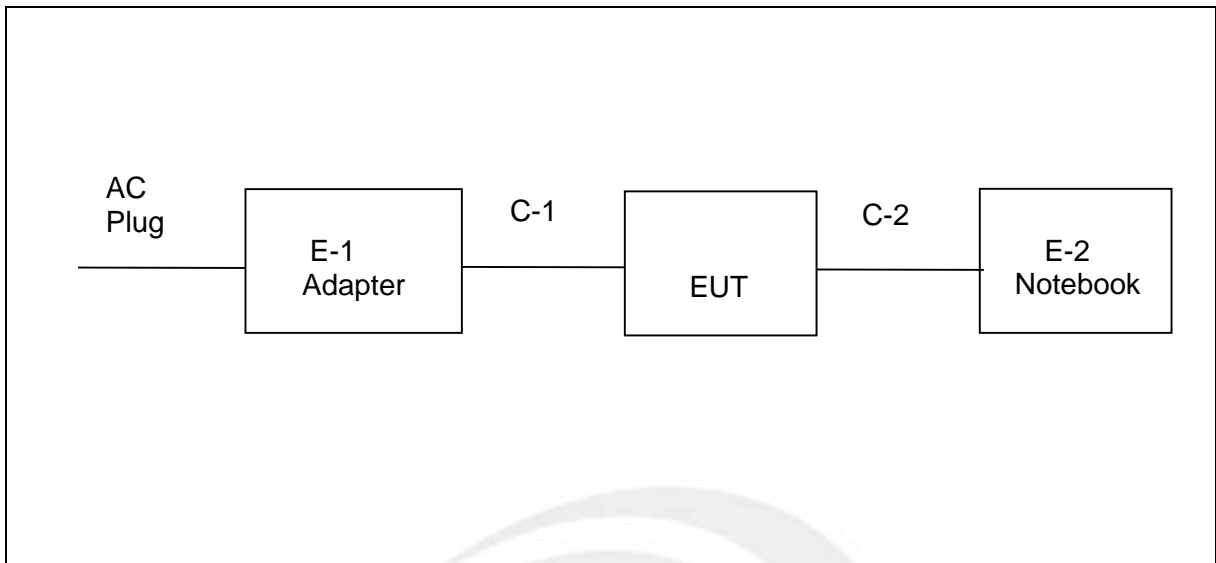 AC
Plug
E-1
Adapter
C-1
EUT
C-2
E-2
Notebook